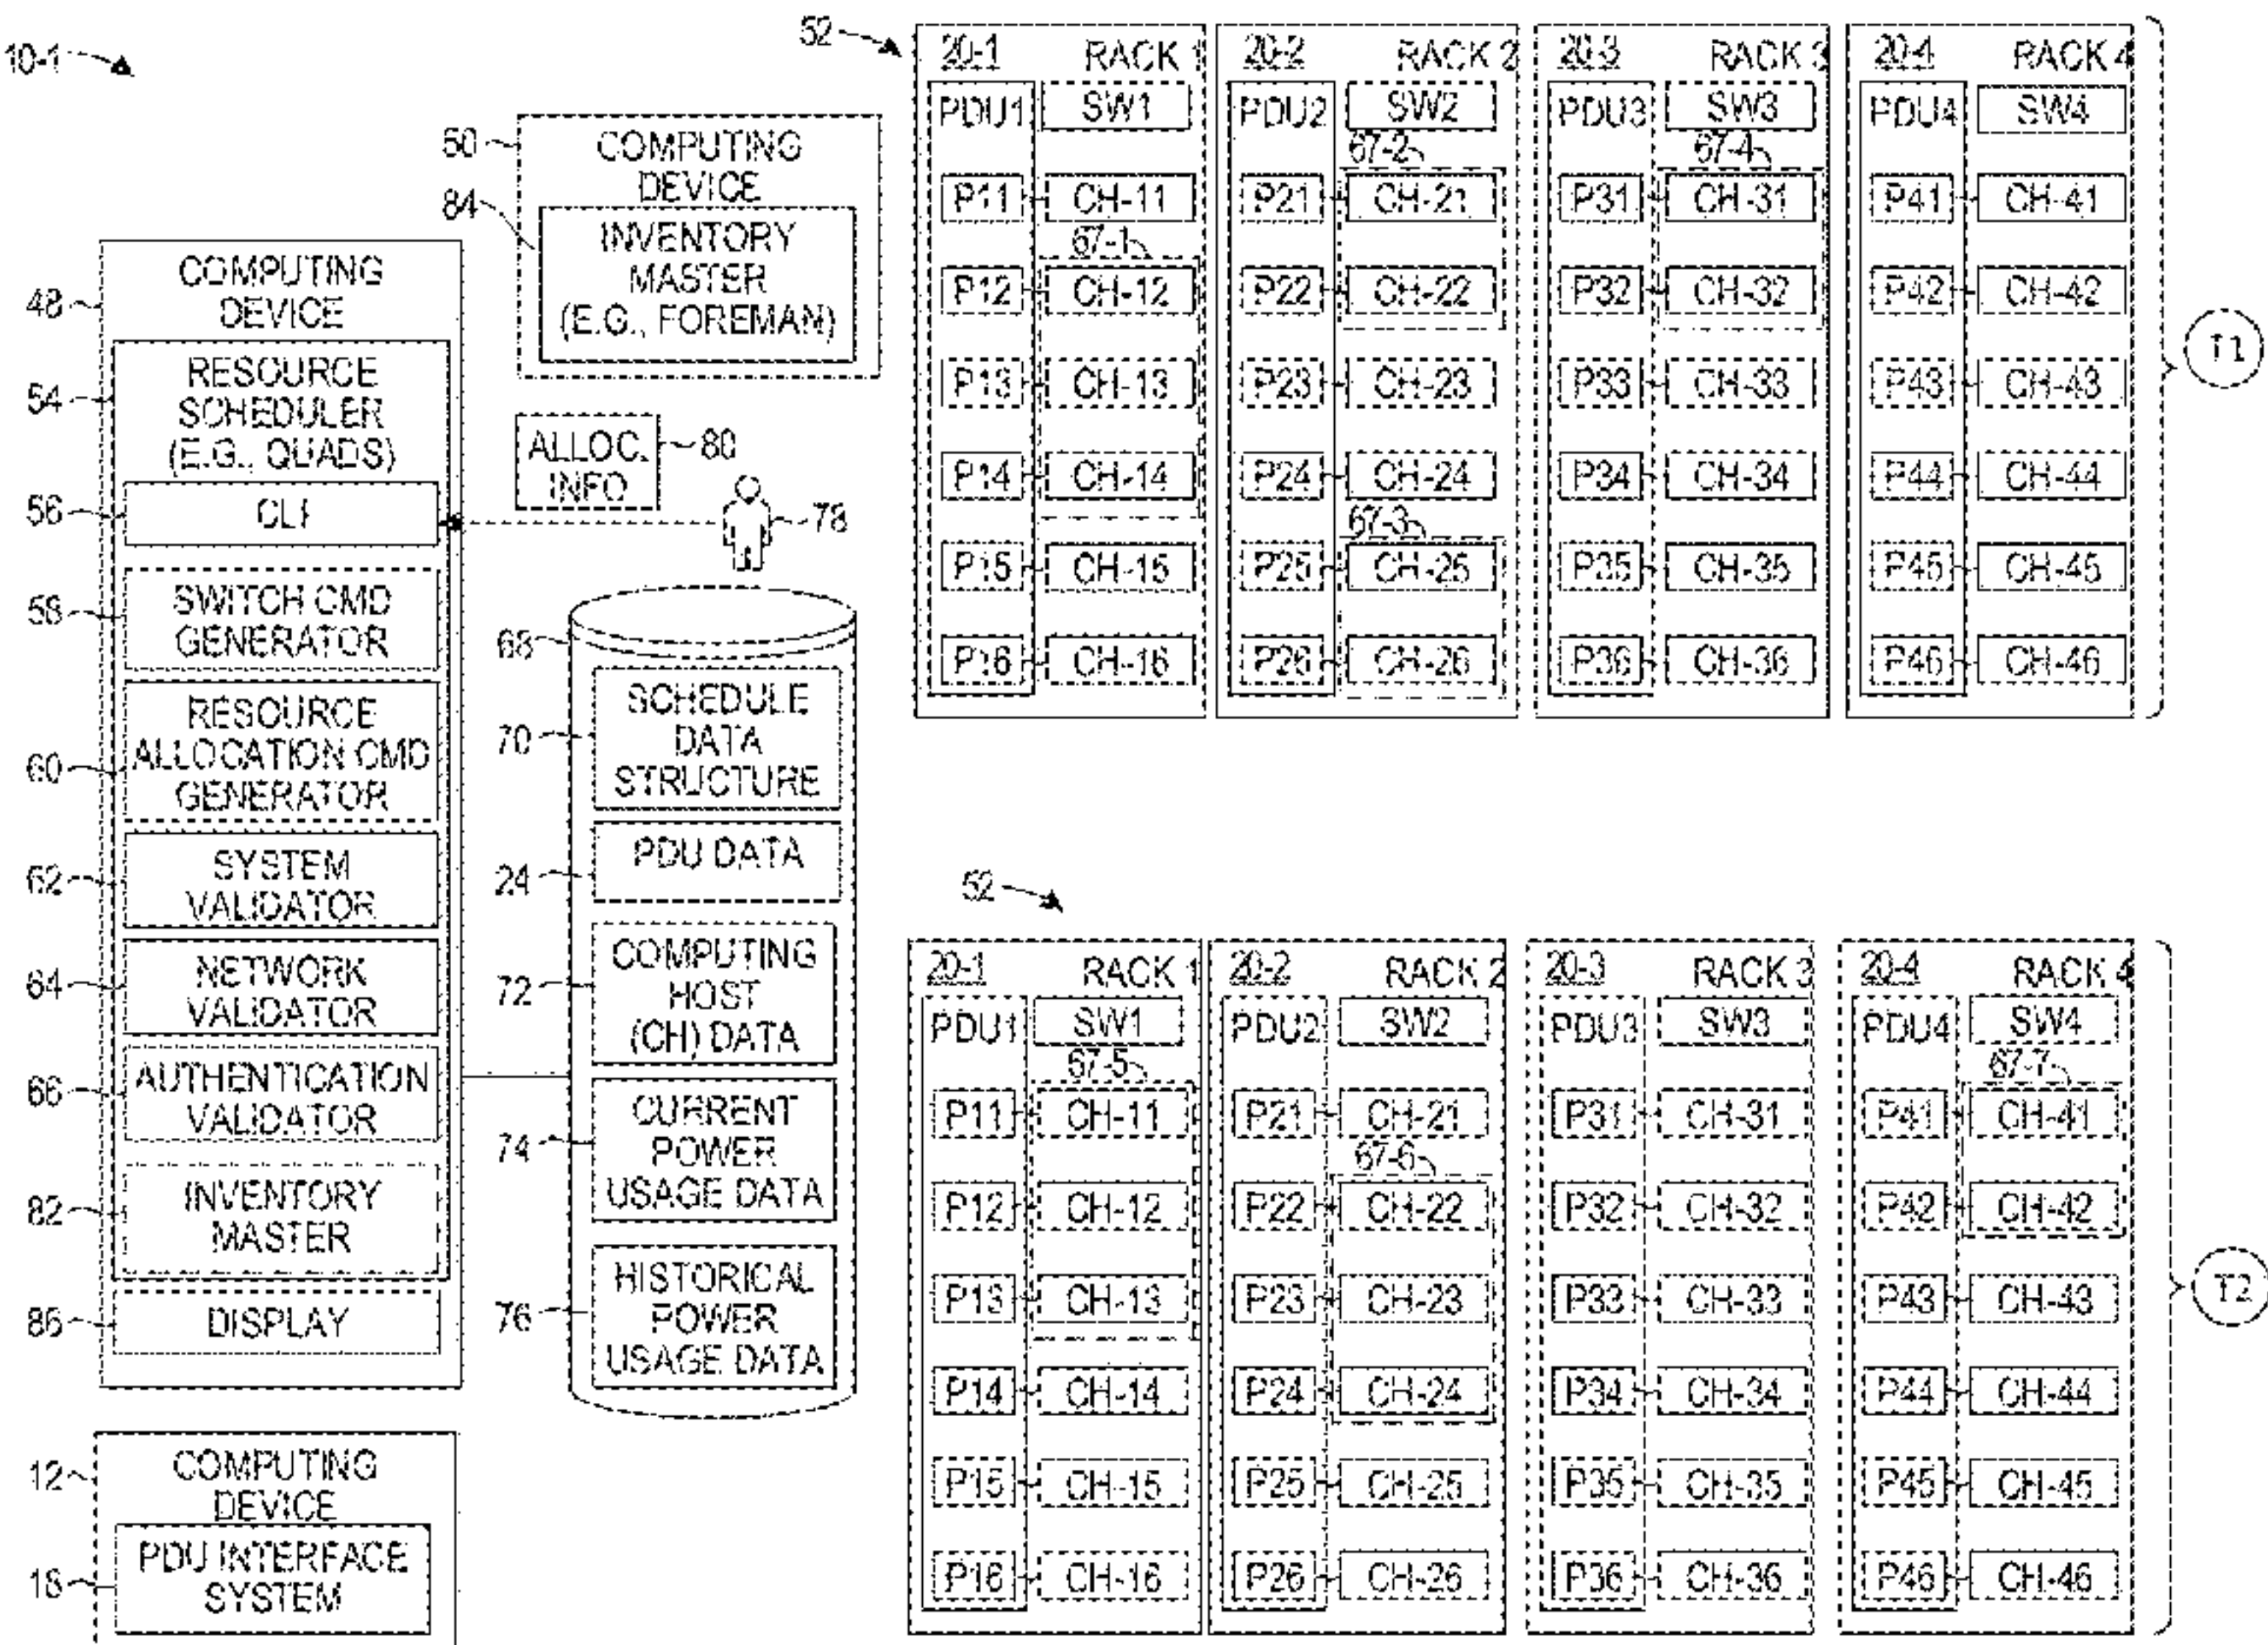 10-1
48
COMPUTING
DEVICE
54
RESOURCE
SCHEDULER
(E.G., QUADS)
56
CLI
58
SWITCH CMD
GENERATOR
60
RESOURCE
ALLOCATION CMD
GENERATOR
62
SYSTEM
VALIDATOR
64
NETWORK
VALIDATOR
66
AUTHENTICATION
VALIDATOR
82
INVENTORY
MASTER
86
DISPLAY
12
COMPUTING
DEVICE
18
PDU INTERFACE
SYSTEM
50
COMPUTING
DEVICE
84
INVENTORY
MASTER
(E.G., FOREMAN)
ALLOC.
INFO
80
78
68
70
SCHEDULE
DATA
STRUCTURE
24
PDU DATA
72
COMPUTING
HOST
(CH) DATA
74
CURRENT
POWER
USAGE DATA
76
HISTORICAL
POWER
USAGE DATA
52
20-1 RACK 1
PDU1 SW1
P11 CH-11
67-1
P12 CH-12
P13 CH-13
P14 CH-14
P15 CH-15
P16 CH-16
20-2 RACK 2
PDU2 SW2
67-2
P21 CH-21
P22 CH-22
P23 CH-23
P24 CH-24
67-3
P25 CH-25
P26 CH-26
20-3 RACK 3
PDU3 SW3
67-4
P31 CH-31
P32 CH-32
P33 CH-33
P34 CH-34
P35 CH-35
P36 CH-36
20-4 RACK 4
PDU4 SW4
P41 CH-41
P42 CH-42
P43 CH-43
P44 CH-44
P45 CH-45
P46 CH-46
T1
52
20-1 RACK 1
PDU1 SW1
67-5
P11 CH-11
P12 CH-12
P13 CH-13
P14 CH-14
P15 CH-15
P16 CH-16
20-2 RACK 2
PDU2 SW2
P21 CH-21
67-6
P22 CH-22
P23 CH-23
P24 CH-24
P25 CH-25
P26 CH-26
20-3 RACK 3
PDU3 SW3
P31 CH-31
P32 CH-32
P33 CH-33
P34 CH-34
P35 CH-35
P36 CH-36
20-4 RACK 4
PDU4 SW4
67-7
P41 CH-41
P42 CH-42
P43 CH-43
P44 CH-44
P45 CH-45
P46 CH-46
T2